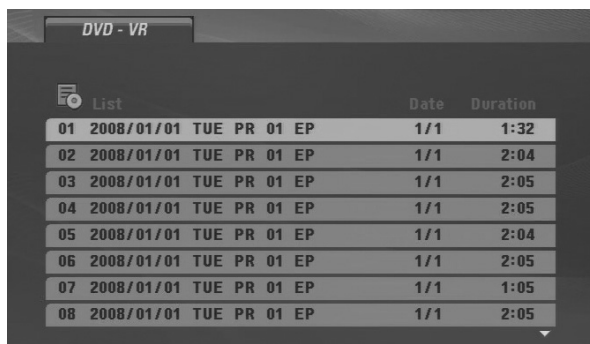 DVD - VR
List Date Duration
01 2008/01/01 TUE PR 01 EP 1/1 1:32
02 2008/01/01 TUE PR 01 EP 1/1 2:04
03 2008/01/01 TUE PR 01 EP 1/1 2:05
04 2008/01/01 TUE PR 01 EP 1/1 2:05
05 2008/01/01 TUE PR 01 EP 1/1 2:04
06 2008/01/01 TUE PR 01 EP 1/1 2:05
07 2008/01/01 TUE PR 01 EP 1/1 1:05
08 2008/01/01 TUE PR 01 EP 1/1 2:05